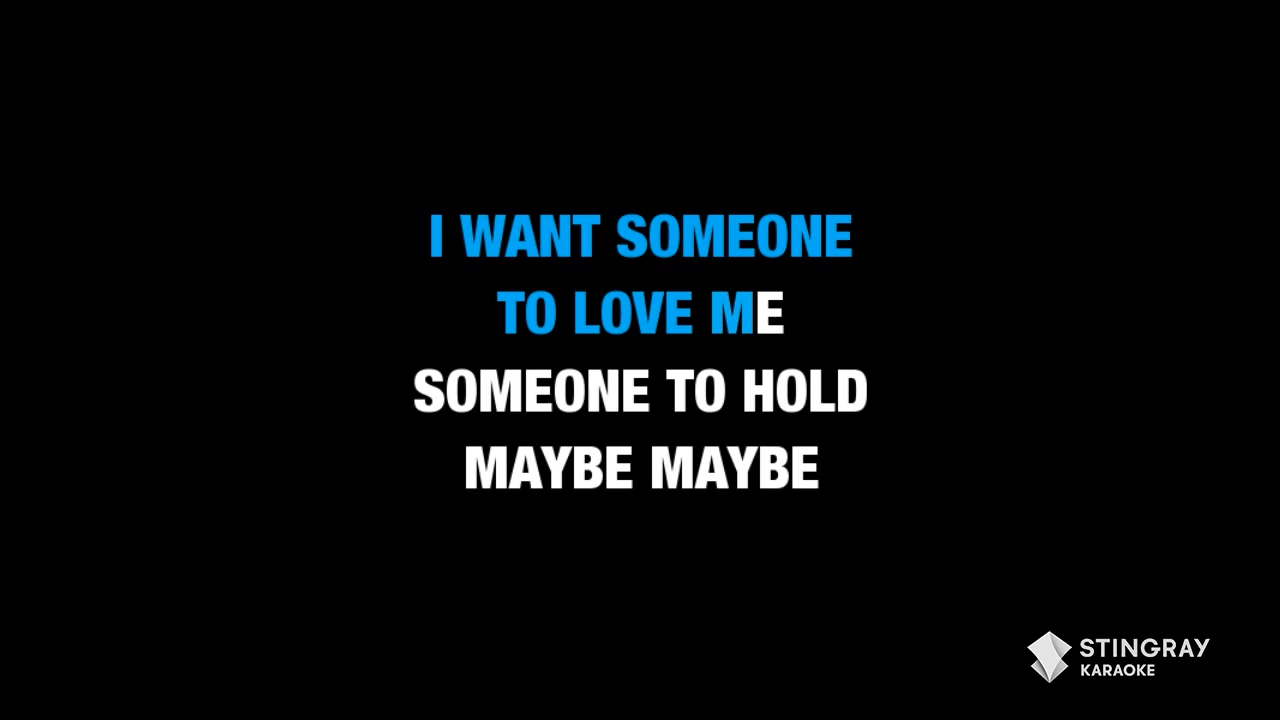 I WANT SOMEONE
TO LOVE ME
SOMEONE TO HOLD
MAYBE MAYBE
STINGRAY
KARAOKE